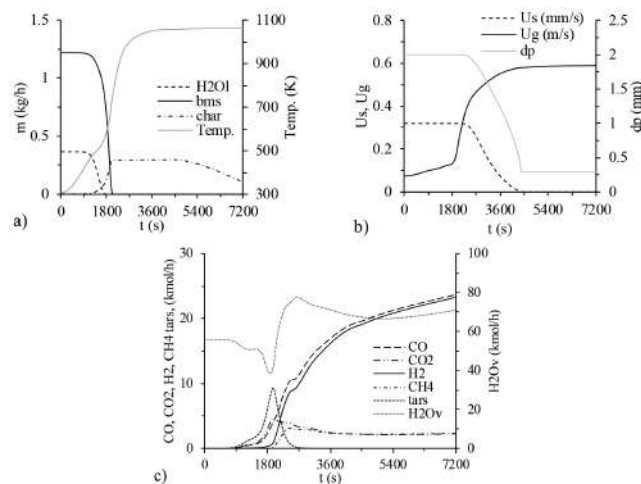 1.5
1
0.5
0
m (kg/h)
H2Ol
bms
char
Temp.
1050
900
750
600
450
300
Temp. (K)
0 1800 3600 5400 7200
t (s)
a)
0.8
0.6
0.4
0.2
0
Us, Ug
Us (mm/s)
Ug (m/s)
dp
2.5
2
1.5
1
0.5
0
dp (mm)
0 1800 3600 5400 7200
t (s)
b)
30
20
10
0
CO, CO2, H2, CH4 tars, (kmol/h)
CO
CO2
H2
CH4
tars
H2Ov
100
80
60
40
20
0
H2Ov (kmol/h)
0 1800 3600 5400 7200
t (s)
c)